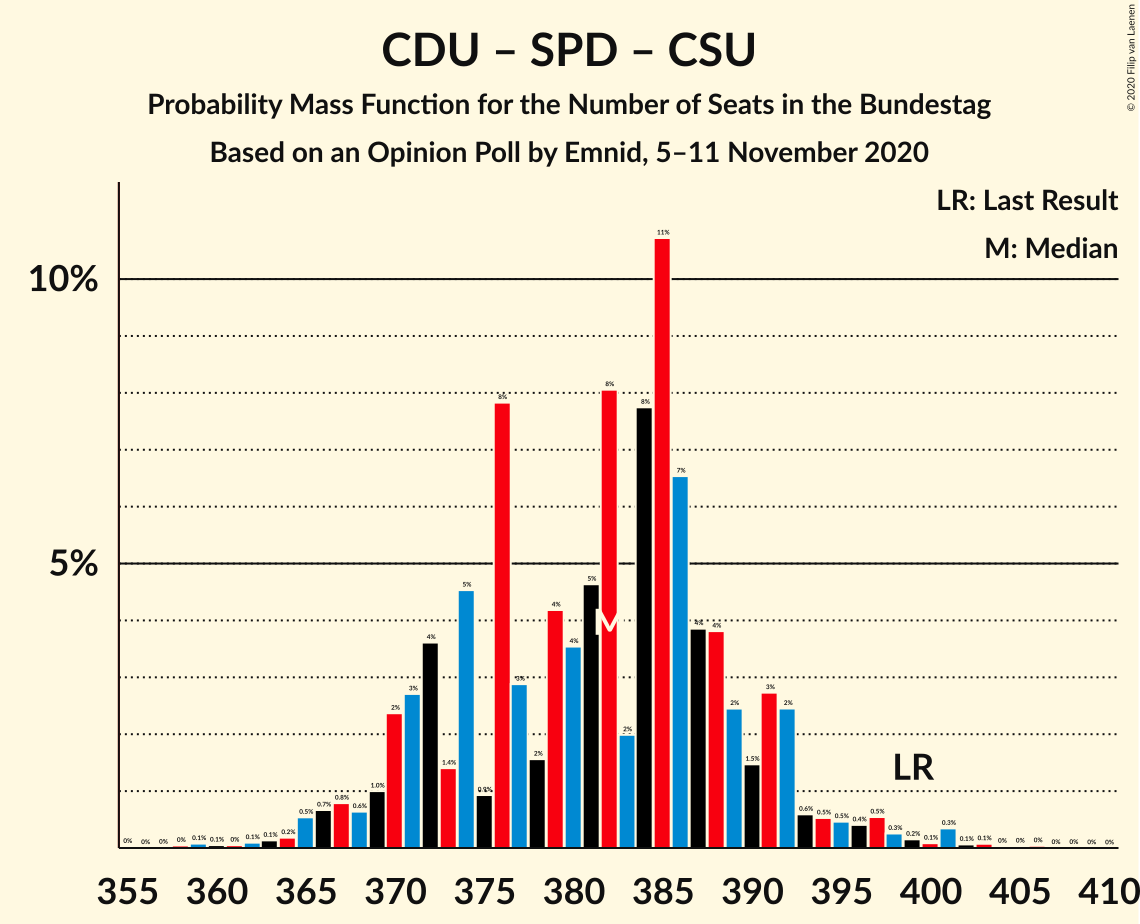 CDU – SPD – CSU
Probability Mass Function for the Number of Seats in the Bundestag
Based on an Opinion Poll by Emnid, 5–11 November 2020
© 2020 Filip van Laenen
LR: Last Result
M: Median
10%
5%
0% 0% 0% 0% 0.1% 0.1% 0% 0.1% 0.1% 0.2% 0.5% 0.7% 0.8% 0.6% 1.0% 2% 3% 4% 1.4% 5% 0.9% 8% 3% 2% 4% 4% 5% 8% 2% 8% 11% 7% 4% 4% 2% 1.5% 3% 2% 0.6% 0.5% 0.5% 0.4% 0.5% 0.3% 0.2% 0.1% 0.3% 0.1% 0.1% 0% 0% 0% 0% 0% 0% 0%
M
LR
355 360 365 370 375 380 385 390 395 400 405 410